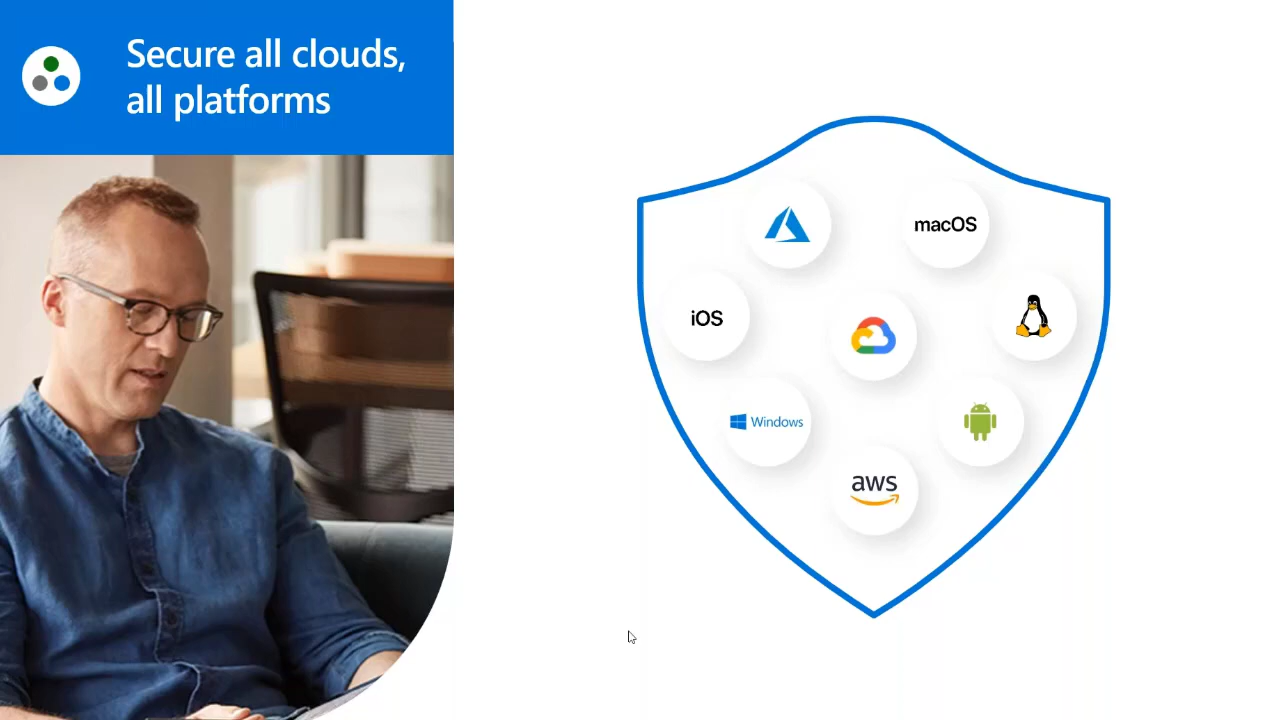 Secure all clouds,
all platforms
macOS
iOS
Windows
aws